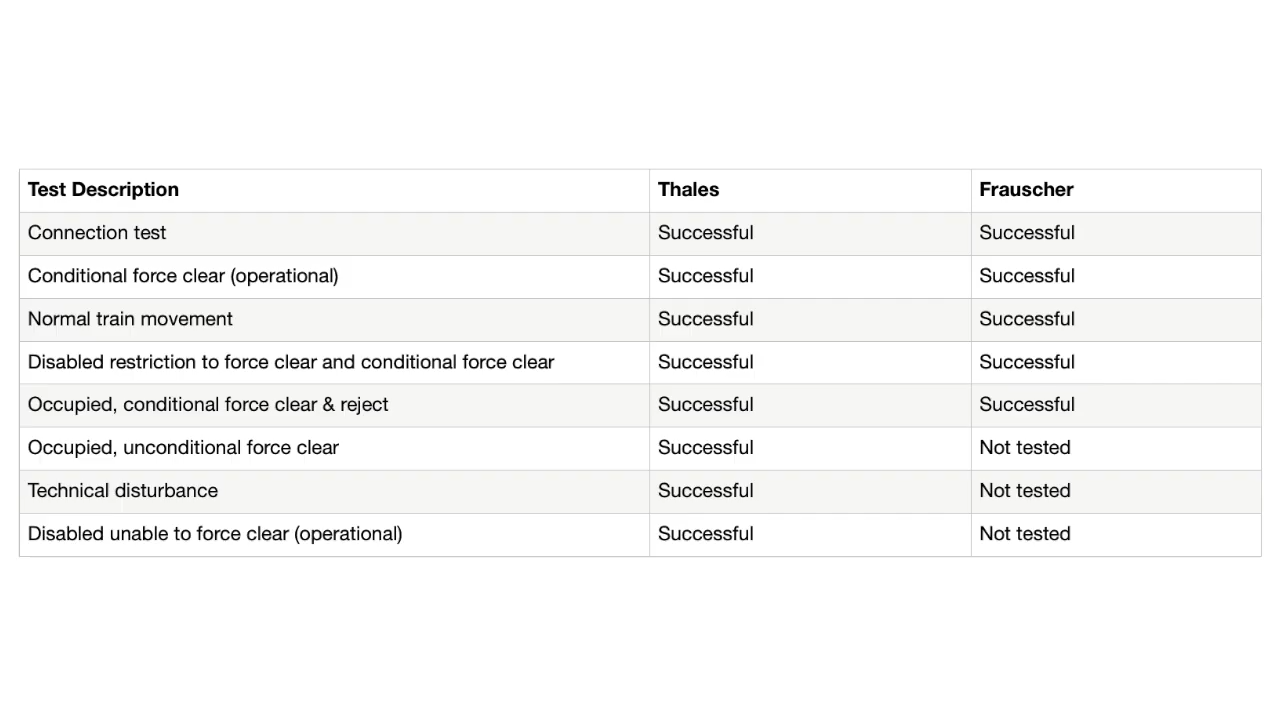 Test Description Thales Frauscher
Connection test Successful Successful
Conditional force clear (operational) Successful Successful
Normal train movement Successful Successful
Disabled restriction to force clear and conditional force clear Successful Successful
Occupied, conditional force clear & reject Successful Successful
Occupied, unconditional force clear Successful Not tested
Technical disturbance Successful Not tested
Disabled unable to force clear (operational) Successful Not tested